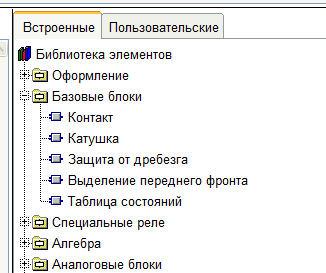 Встроенные Пользовательские
Библиотека элементов
Оформление
Базовые блоки
Контакт
Катушка
Защита от дребезга
Выделение переднего фронта
Таблица состояний
Специальные реле
Алгебра
Аналоговые блоки